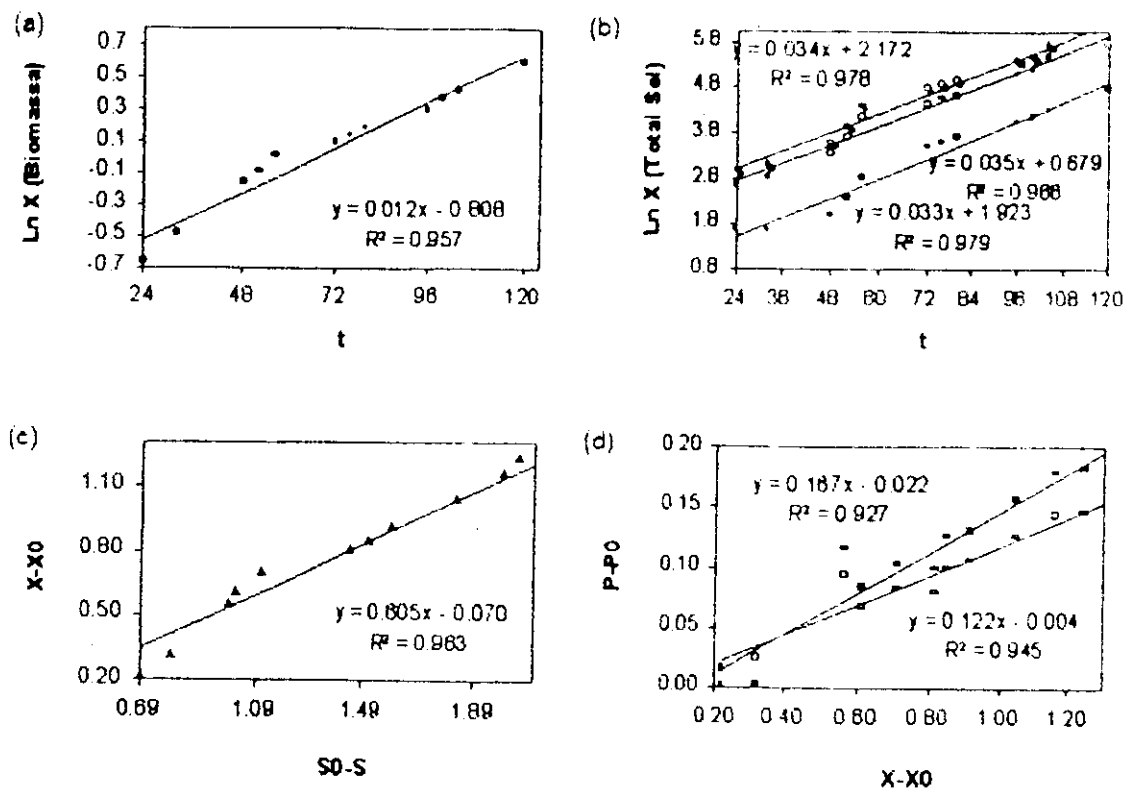 (a)
Ln X (Biomassa)
0.7
0.5
0.3
0.1
-0.1
-0.3
-0.5
-0.7
y = 0.012x - 0.808
R² = 0.957
24 48 72 96 120
t
(b)
Ln X (Total Sel)
5.8
4.8
3.8
2.8
1.8
0.8
y = 0.034x + 2.172
R² = 0.978
y = 0.035x + 0.679
R² = 0.986
y = 0.033x + 1.923
R² = 0.979
24 36 48 60 72 84 96 108 120
t
(c)
X-X0
1.10
0.80
0.50
0.20
y = 0.605x - 0.070
R² = 0.963
0.69 1.09 1.49 1.89
S0-S
(d)
P-P0
0.20
0.15
0.10
0.05
0.00
y = 0.167x - 0.022
R² = 0.927
y = 0.122x - 0.004
R² = 0.945
0.20 0.40 0.60 0.80 1.00 1.20
X-X0